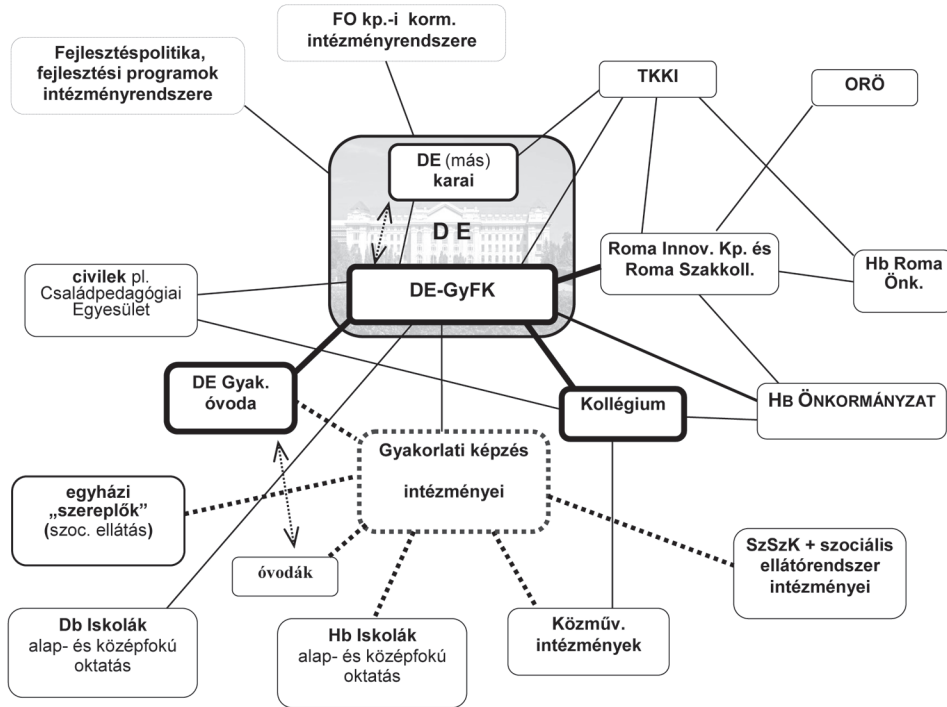 FO kp.-i korm.
intézményrendszere
Fejlesztéspolitika,
fejlesztési programok
intézményrendszere
TKKI
ORÖ
DE (más)
karai
D E
Roma Innov. Kp. és
Roma Szakkoll.
Hb Roma
Önk.
civilek pl.
Családpedagógiai
Egyesület
DE-GyFK
DE Gyak.
óvoda
Kollégium
HB ÖNKORMÁNYZAT
Gyakorlati képzés
intézményei
egyházi
„szereplők”
(szoc. ellátás)
óvodák
SzSzK + szociális
ellátórendszer
intézményei
Db Iskolák
alap- és középfokú
oktatás
Hb Iskolák
alap- és középfokú
oktatás
Közműv.
intézmények